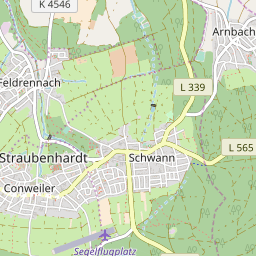 K 4546
Arnbach
Feldrennach
L 339
L 565
Straubenhardt
Schwann
Conweiler
Segelflugplatz